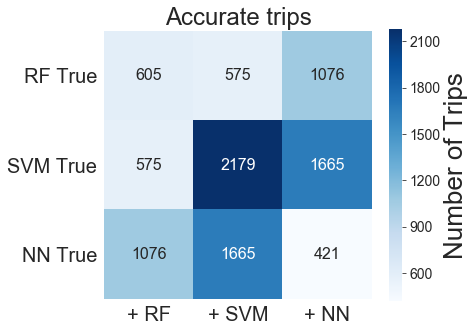 Accurate trips
RF True 605 575 1076
SVM True 575 2179 1665
NN True 1076 1665 421
+ RF + SVM + NN
2100
1800
1500
1200
900
600
Number of Trips